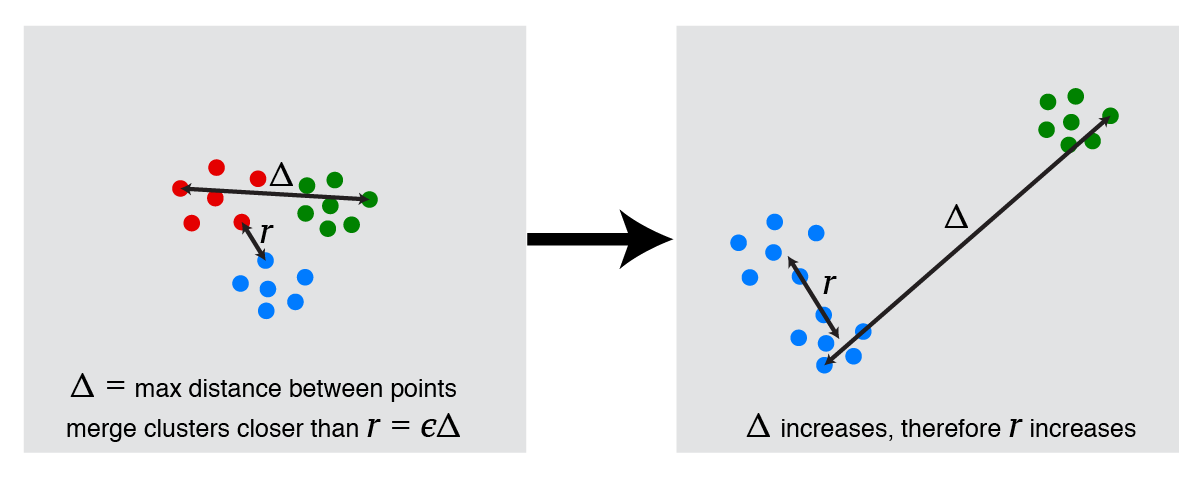 Δ
r
Δ = max distance between points
merge clusters closer than r = ϵΔ
Δ
r
Δ increases, therefore r increases